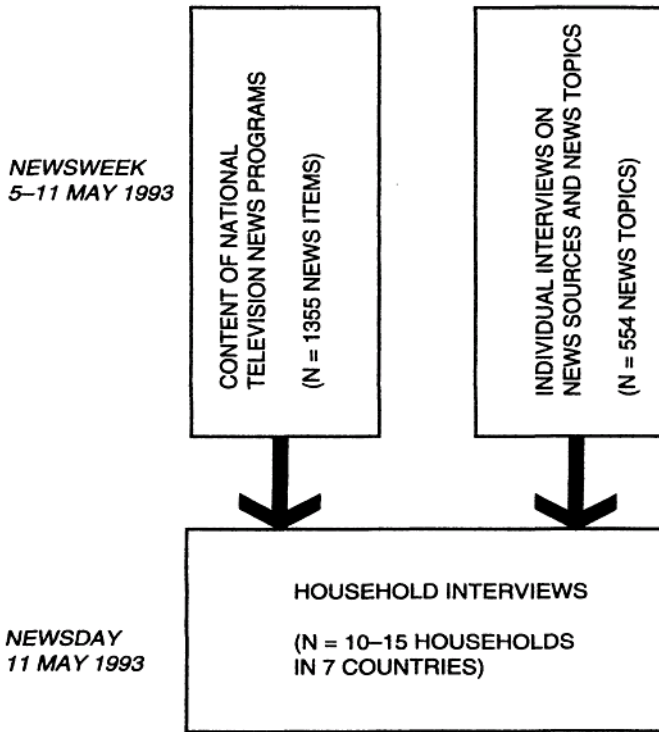 NEWSWEEK
5–11 MAY 1993
CONTENT OF NATIONAL
TELEVISION NEWS PROGRAMS
(N = 1355 NEWS ITEMS)
INDIVIDUAL INTERVIEWS ON
NEWS SOURCES AND NEWS TOPICS
(N = 554 NEWS TOPICS)
NEWSDAY
11 MAY 1993
HOUSEHOLD INTERVIEWS
(N = 10–15 HOUSEHOLDS
IN 7 COUNTRIES)